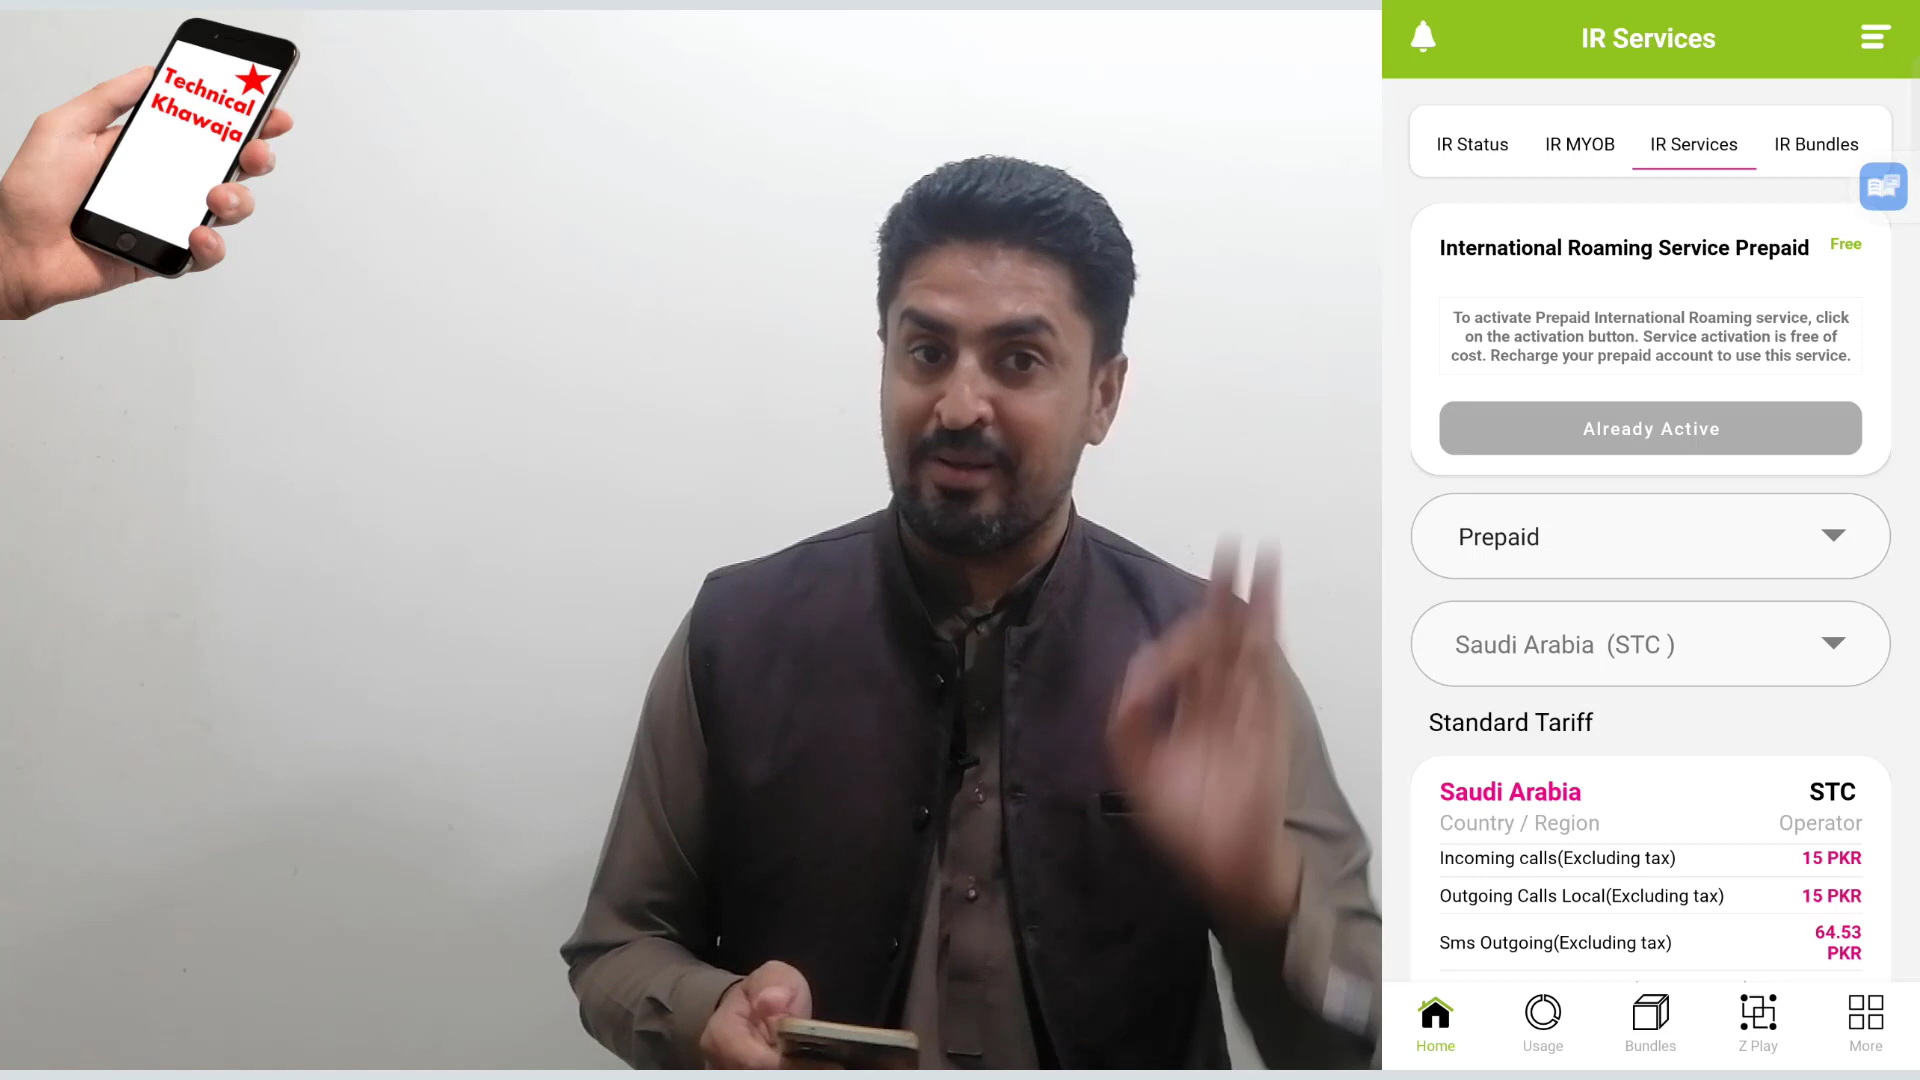 Technical
Khawaja
IR Services
IR Status IR MYOB IR Services IR Bundles
International Roaming Service Prepaid Free
To activate Prepaid International Roaming service, click
on the activation button. Service activation is free of
cost. Recharge your prepaid account to use this service.
Already Active
Prepaid
Saudi Arabia (STC )
Standard Tariff
Saudi Arabia STC
Country / Region Operator
Incoming calls(Excluding tax) 15 PKR
Outgoing Calls Local(Excluding tax) 15 PKR
Sms Outgoing(Excluding tax) 64.53
PKR
Home Usage Bundles Z Play More